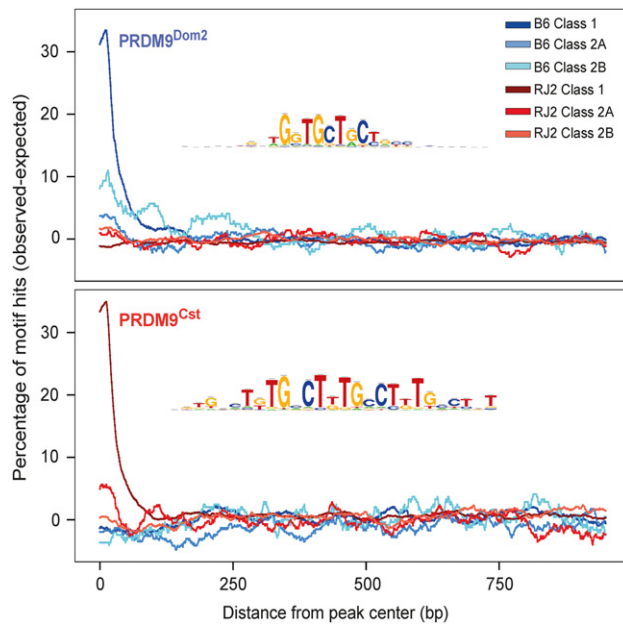 Percentage of motif hits (observed-expected)
PRDM9Dom2
B6 Class 1
B6 Class 2A
B6 Class 2B
RJ2 Class 1
RJ2 Class 2A
RJ2 Class 2B
30
20
10
0
GGTGCTGCT
PRDM9Cst
30
20
10
0
0
250
500
750
Distance from peak center (bp)